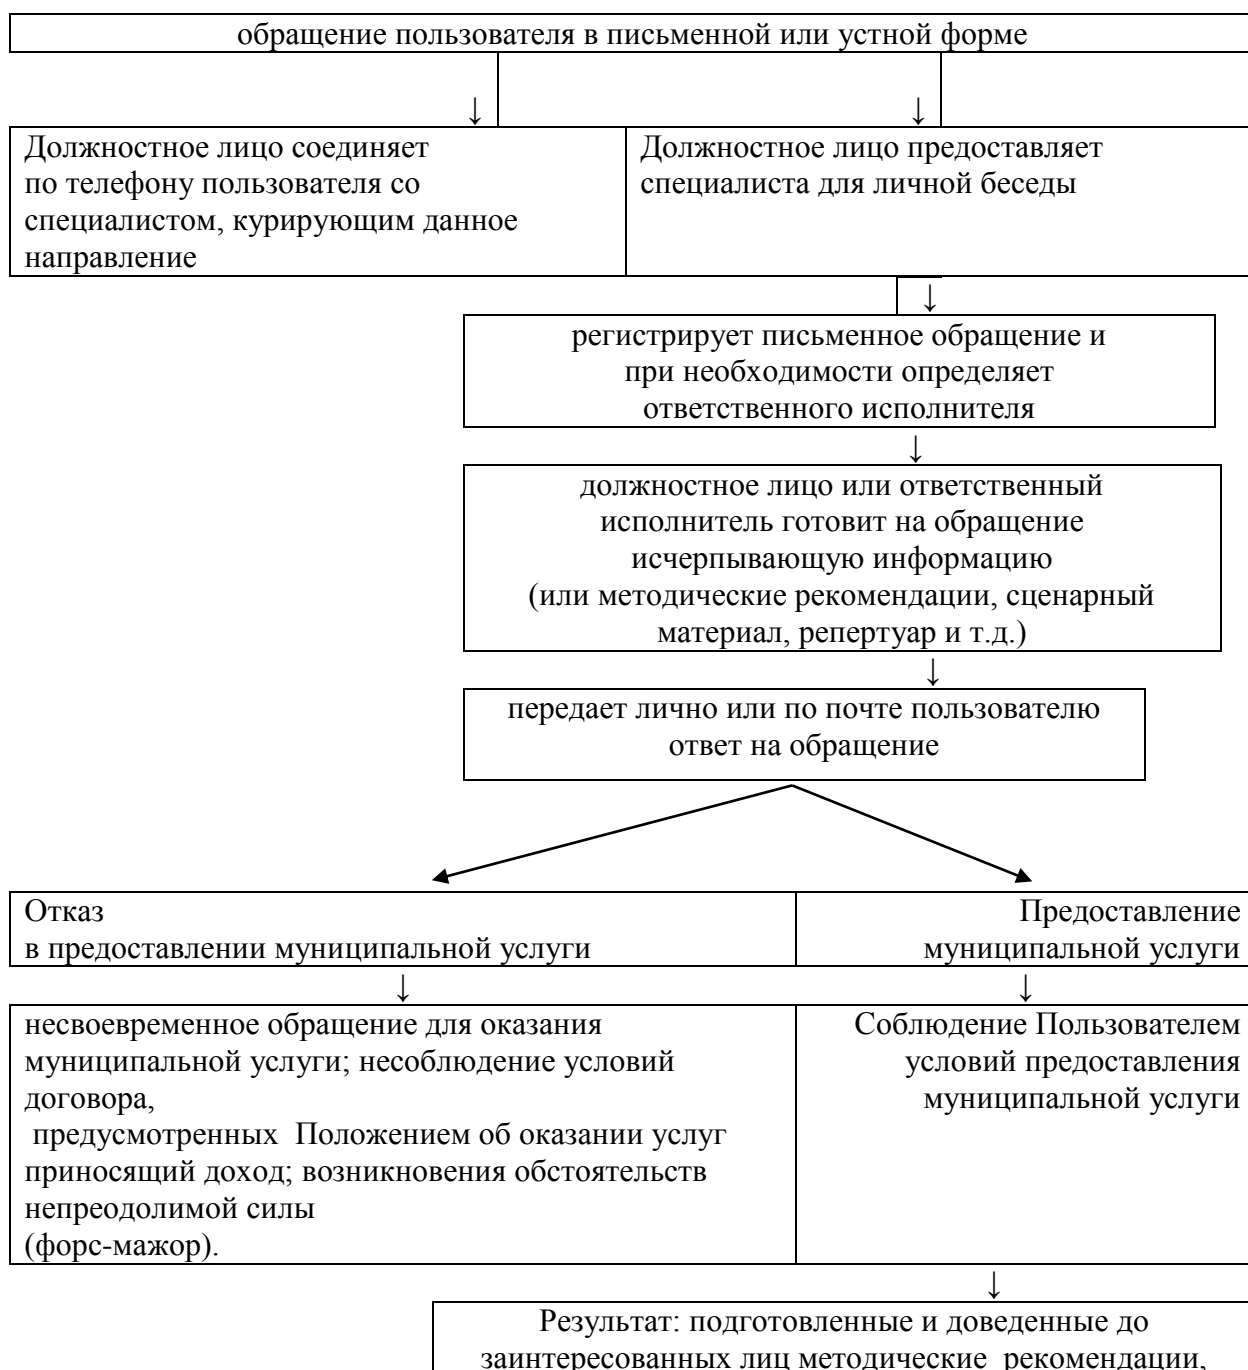 обращение пользователя в письменной или устной форме
↓ ↓
Должностное лицо соединяет
по телефону пользователя со
специалистом, курирующим данное
направление
Должностное лицо предоставляет
специалиста для личной беседы
↓
регистрирует письменное обращение и
при необходимости определяет
ответственного исполнителя
↓
должностное лицо или ответственный
исполнитель готовит на обращение
исчерпывающую информацию
(или методические рекомендации, сценарный
материал, репертуар и т.д.)
↓
передает лично или по почте пользователю
ответ на обращение
Отказ
в предоставлении муниципальной услуги
Предоставление
муниципальной услуги
↓ ↓
несвоевременное обращение для оказания
муниципальной услуги; несоблюдение условий
договора,
предусмотренных Положением об оказании услуг
приносящий доход; возникновения обстоятельств
непреодолимой силы
(форс-мажор).
Соблюдение Пользователем
условий предоставления
муниципальной услуги
↓
Результат: подготовленные и доведенные до
заинтересованных лиц методические рекомендации,